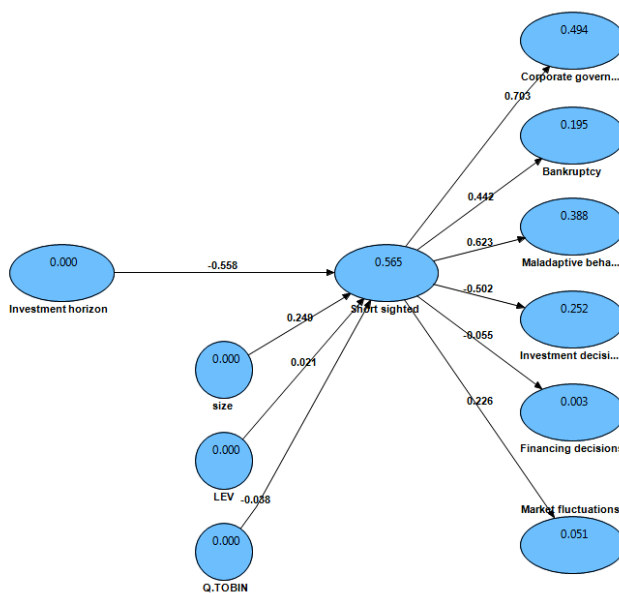 0.494
Corporate govern...
0.703
0.195
Bankruptcy
0.442
0.388
Maladaptive beha...
0.623
0.000
Investment horizon
-0.558
0.565
Short sighted
-0.502
0.252
Investment decisi...
0.249
-0.055
0.000
size
0.021
0.226
0.003
Financing decisions
0.000
LEV
-0.038
Market fluctuations
0.051
0.000
Q.TOBIN